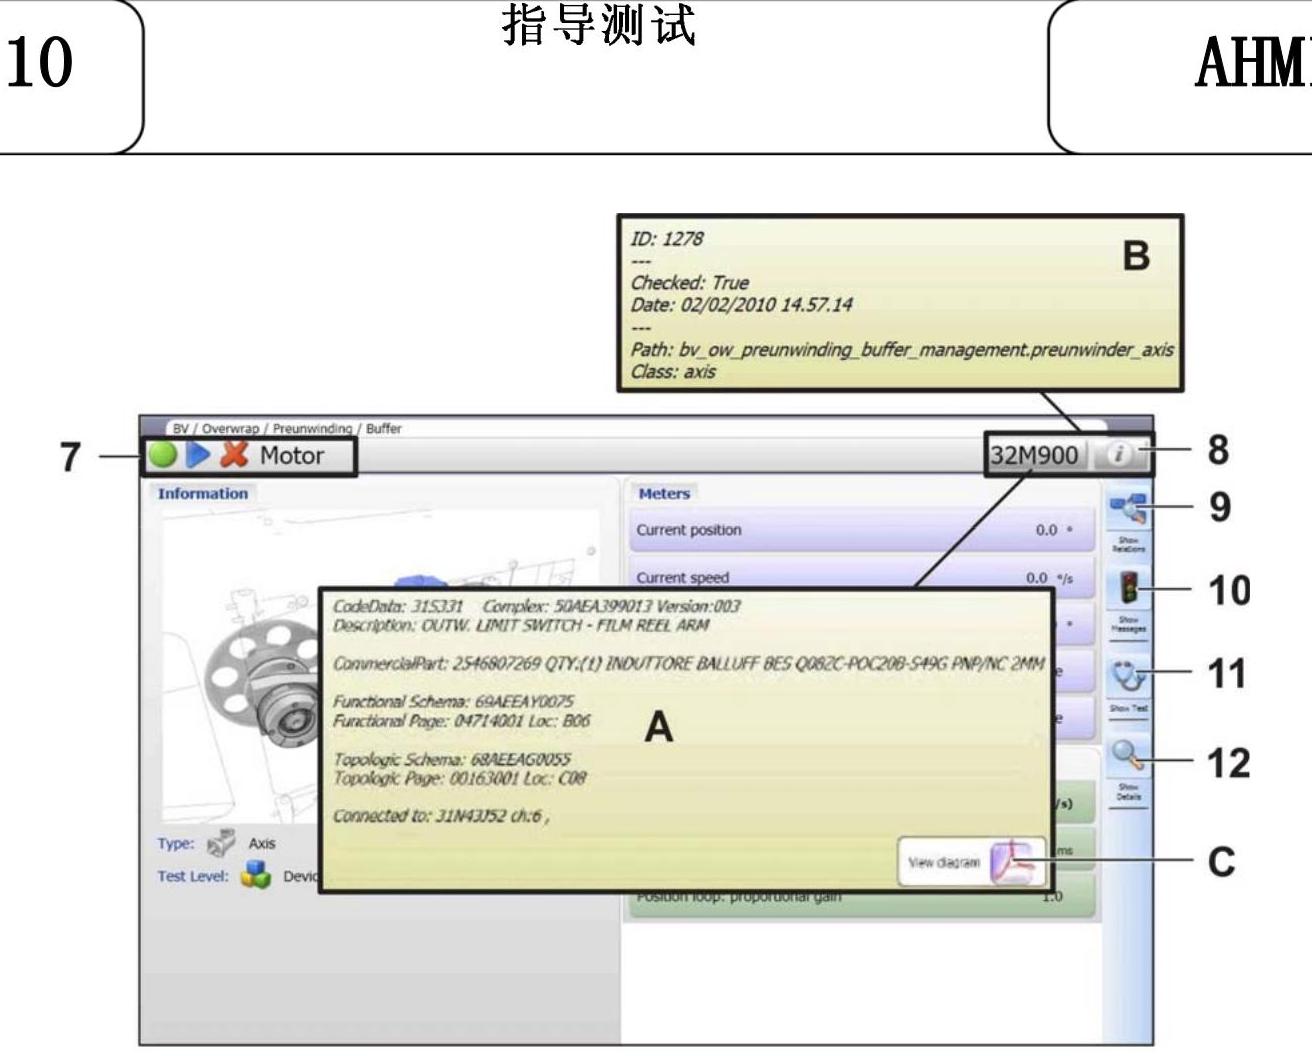 指导测试
10
AHM
ID: 1278
---
Checked: True
Date: 02/02/2010 14.57.14
---
Path: bv_ow_preunwinding_buffer_management.preunwinder_axis
Class: axis
B
BV / Overwrap / Preunwinding / Buffer
7
Motor
32M900
i
8
Information
Meters
9
Current position 0.0 °
Show Relations
Current speed 0.0 °/s
10
Show Messages
CodeData: 31S331 Complex: 50AEA399013 Version:003
Description: OUTW. LIMIT SWITCH - FILM REEL ARM
°
CommercialPart: 2546807269 QTY:(1) INDUTTORE BALLUFF BES Q08ZC-POC20B-S49G PNP/NC 2MM
e
11
Show Test
Functional Schema: 69AEEAY0075
Functional Page: 04714001 Loc: B06
e
A
Topologic Schema: 68AEEAG0055
Topologic Page: 00163001 Loc: C08
12
Show Details
Connected to: 31N43J52 ch:6 ,
/s)
Type: Axis
View diagram
ms
C
Test Level: Devic
Position loop: proportional gain 1.0